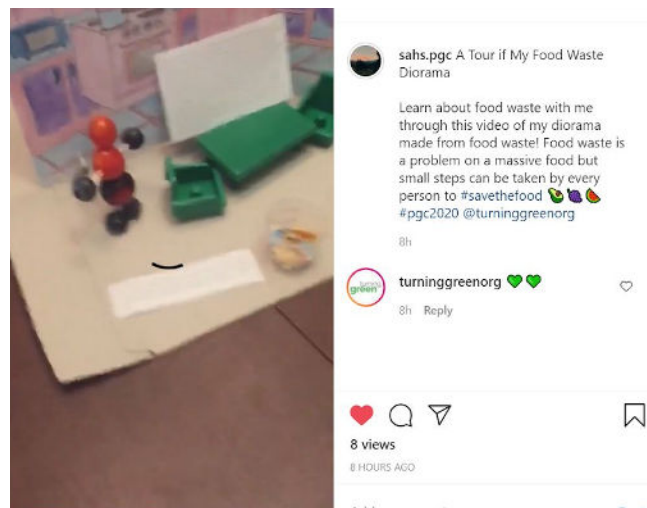 sahs.pgc A Tour if My Food Waste
Diorama
Learn about food waste with me
through this video of my diorama
made from food waste! Food waste is
a problem on a massive food but
small steps can be taken by every
person to #savethefood 🥑🍇🍉
#pgc2020 @turninggreenorg
8h
turning
green
turninggreenorg 💚💚
8h Reply
8 views
8 HOURS AGO